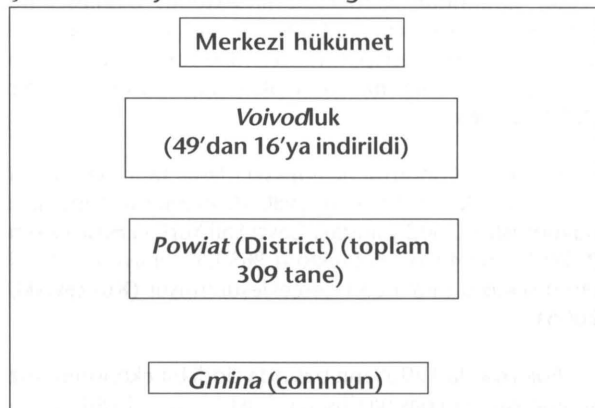 Merkezi hükümet
Voivodluk
(49'dan 16'ya indirildi)
Powiat (District) (toplam
309 tane)
Gmina (commun)